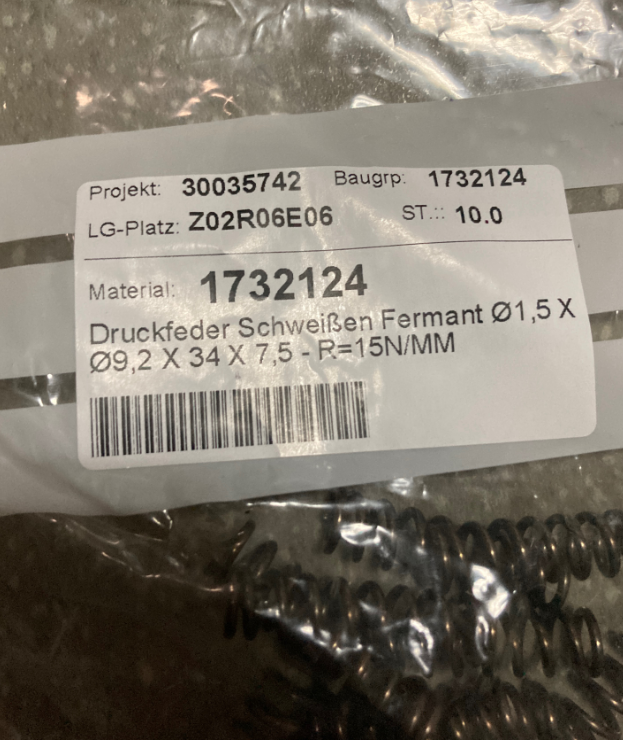 Projekt: 30035742 Baugrp: 1732124
LG-Platz: Z02R06E06 ST.:: 10.0
Material: 1732124
Druckfeder Schweißen Fermant Ø1,5 X
Ø9,2 X 34 X 7,5 - R=15N/MM